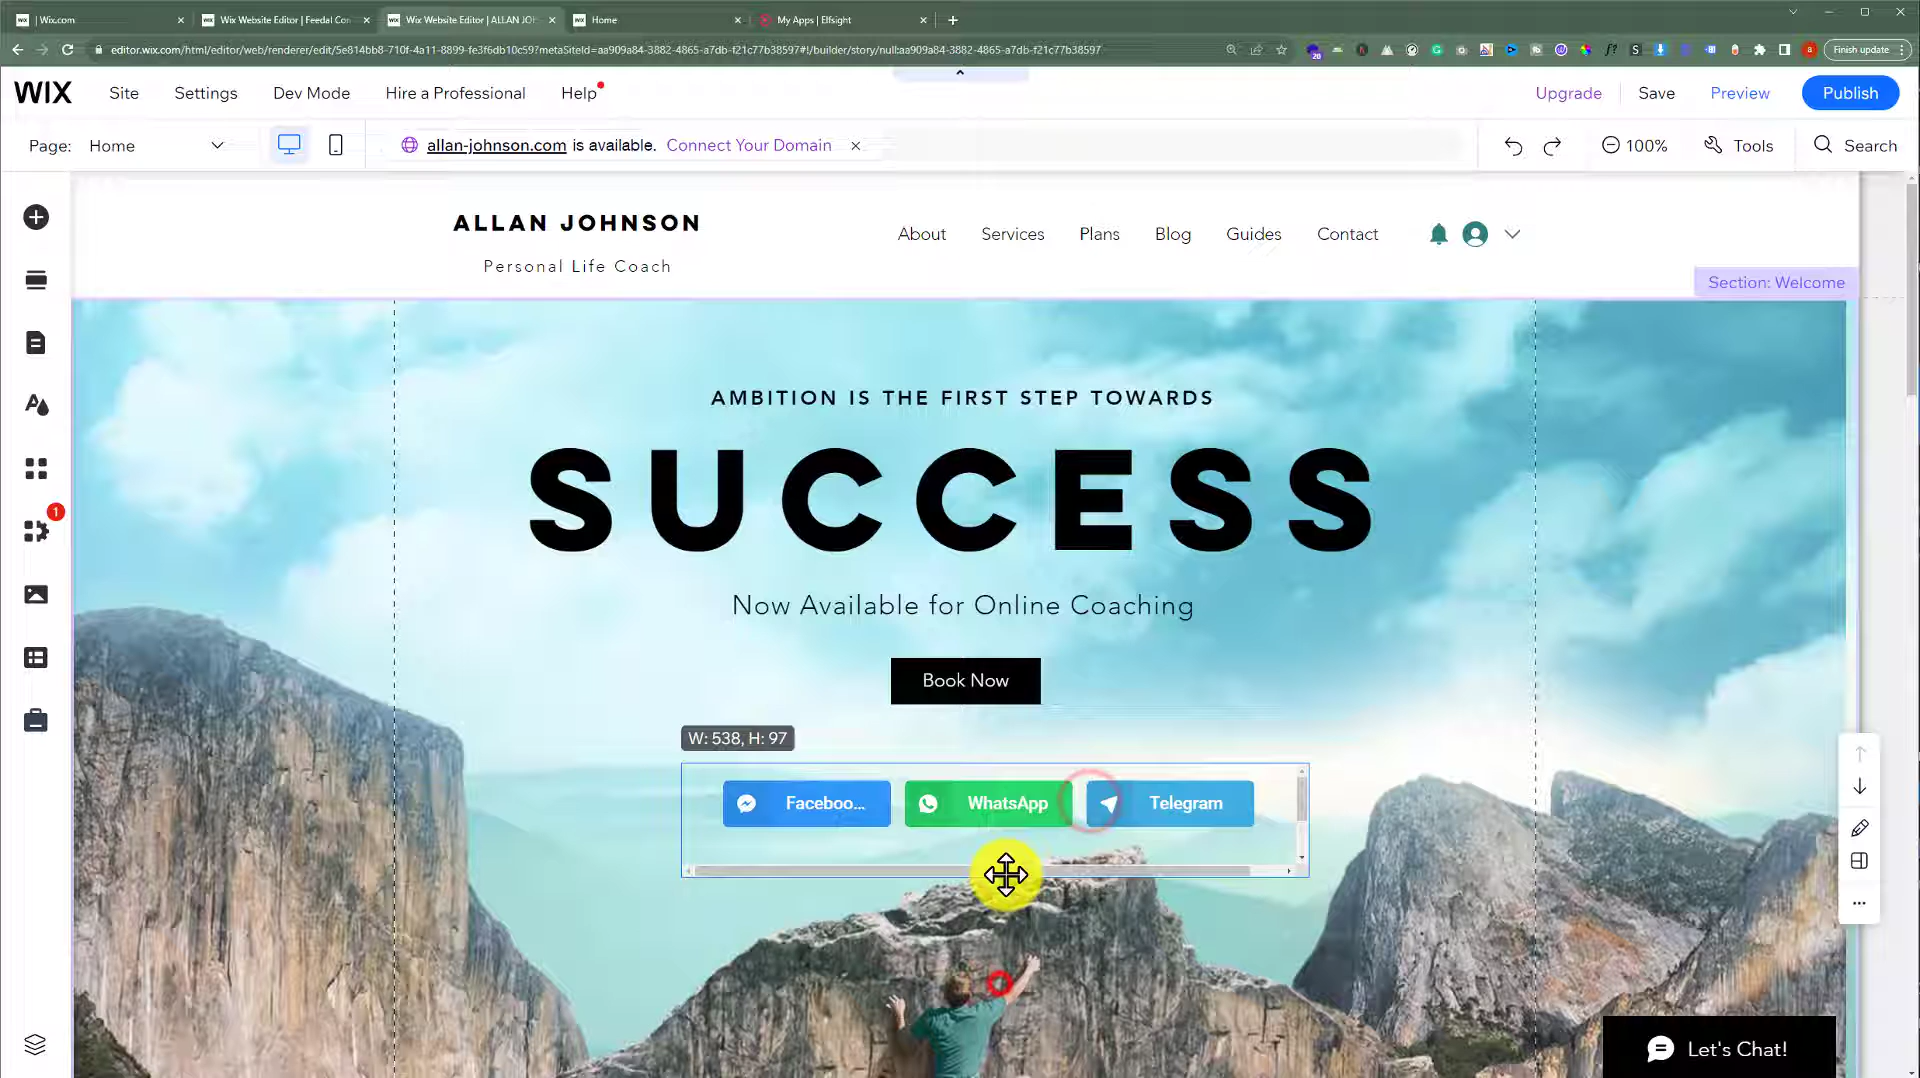 Wix.com
Wix Website Editor | Feedal Con
Wix Website Editor | ALLAN JOH
Home
My Apps | Elfsight
editor.wix.com/html/editor/web/renderer/edit/5e814bb8-710f-4a11-8899-fe3f6db10c59?metaSiteId=aa909a84-3882-4865-a7db-f21c77b38597#!/builder/story/nullaa909a84-3882-4865-a7db-f21c77b38597
20
Finish update
WIX Site Settings Dev Mode Hire a Professional Help Upgrade Save Preview Publish
Page: Home allan-johnson.com is available. Connect Your Domain 100% Tools Search
ALLAN JOHNSON
Personal Life Coach
About Services Plans Blog Guides Contact
Section: Welcome
AMBITION IS THE FIRST STEP TOWARDS
SUCCESS
1
Now Available for Online Coaching
Book Now
W: 538, H: 97
Faceboo... WhatsApp Telegram
Let's Chat!